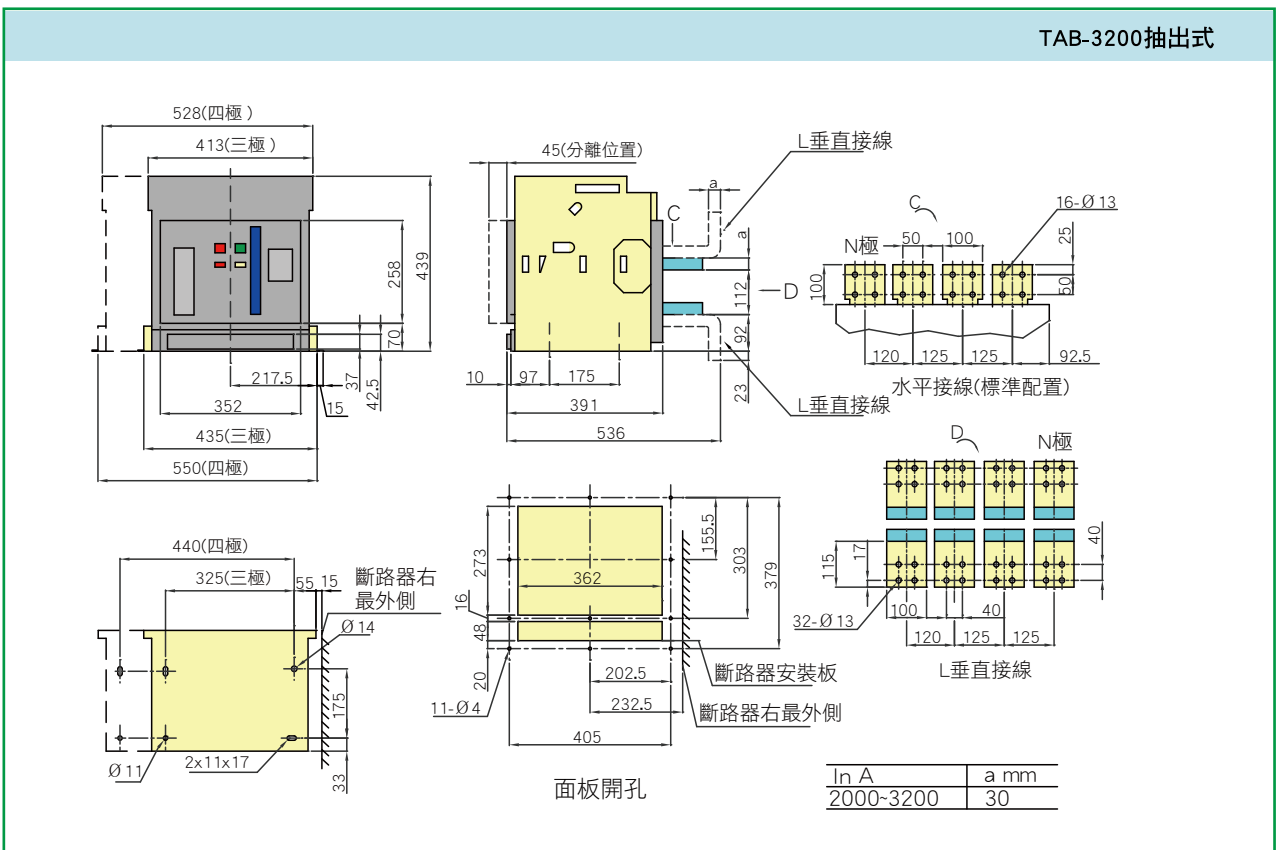 TAB-3200抽出式
528(四極)
413(三極)
258
439
70
37
42.5
217.5
15
352
435(三極)
550(四極)
45(分離位置)
L垂直接線
a
C
a
112
D
92
23
10
97
175
391
536
L垂直接線
C
16-Ø13
N極
50
100
25
50
100
120
125
125
92.5
水平接線(標準配置)
D
N極
115
17
40
32-Ø13
100
40
120
125
125
L垂直接線
440(四極)
325(三極)
55
15
斷路器右
最外側
Ø14
175
33
Ø11
2x11x17
273
362
16
48
20
11-Ø4
155.5
303
379
202.5
232.5
405
斷路器安裝板
斷路器右最外側
面板開孔
In A
a mm
2000~3200
30